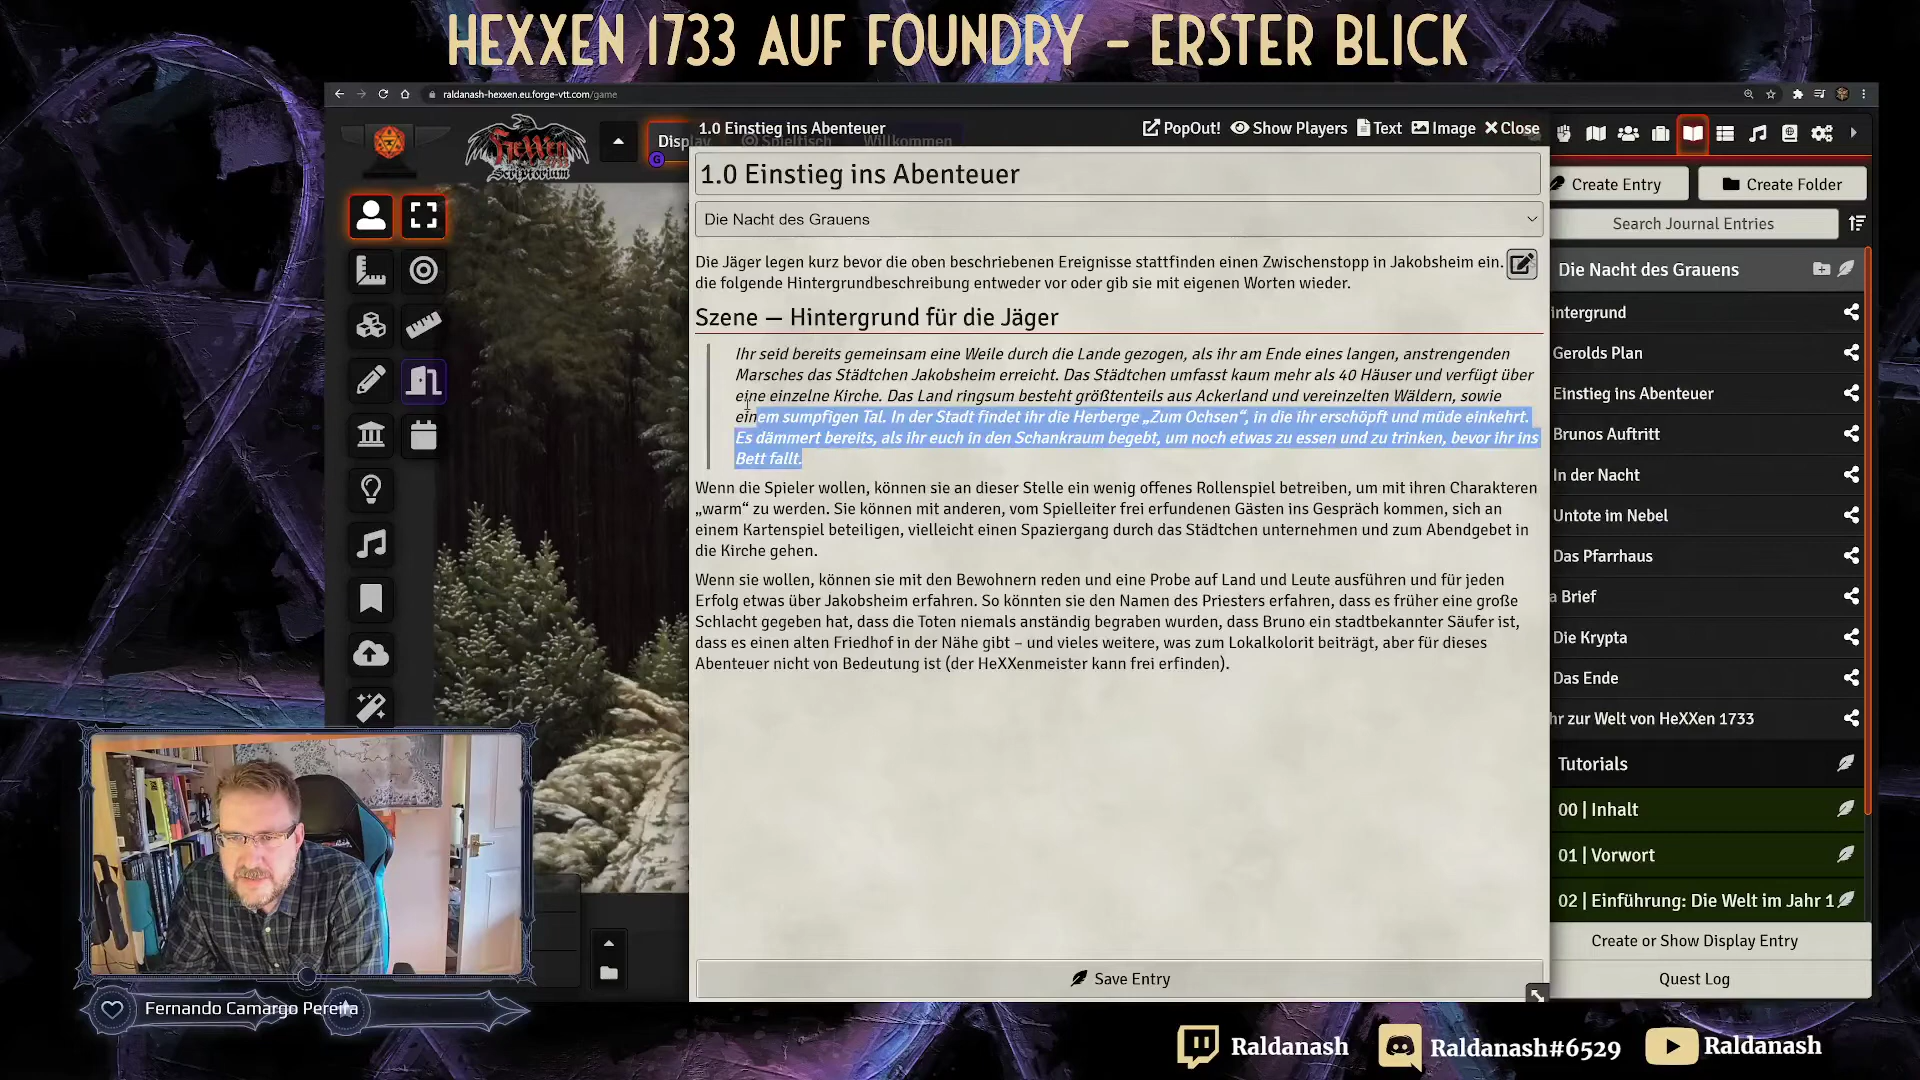 HEXXEN 1733 AUF FOUNDRY - ERSTER BLICK
raldanash-hexxen.eu.forge-vtt.com/game
HeXXen 1733
Scriptorium
Display
Spieltisch
Willkommen
G
1.0 Einstieg ins Abenteuer
PopOut!
Show Players
Text
Image
Close
1.0 Einstieg ins Abenteuer
Die Nacht des Grauens
Die Jäger legen kurz bevor die oben beschriebenen Ereignisse stattfinden einen Zwischenstopp in Jakobsheim ein.
die folgende Hintergrundbeschreibung entweder vor oder gib sie mit eigenen Worten wieder.
Szene — Hintergrund für die Jäger
Ihr seid bereits gemeinsam eine Weile durch die Lande gezogen, als ihr am Ende eines langen, anstrengenden
Marsches das Städtchen Jakobsheim erreicht. Das Städtchen umfasst kaum mehr als 40 Häuser und verfügt über
eine einzelne Kirche. Das Land ringsum besteht größtenteils aus Ackerland und vereinzelten Wäldern, sowie
einem sumpfigen Tal. In der Stadt findet ihr die Herberge „Zum Ochsen“, in die ihr erschöpft und müde einkehrt.
Es dämmert bereits, als ihr euch in den Schankraum begebt, um noch etwas zu essen und zu trinken, bevor ihr ins
Bett fallt.
Wenn die Spieler wollen, können sie an dieser Stelle ein wenig offenes Rollenspiel betreiben, um mit ihren Charakteren
„warm“ zu werden. Sie können mit anderen, vom Spielleiter frei erfundenen Gästen ins Gespräch kommen, sich an
einem Kartenspiel beteiligen, vielleicht einen Spaziergang durch das Städtchen unternehmen und zum Abendgebet in
die Kirche gehen.
Wenn sie wollen, können sie mit den Bewohnern reden und eine Probe auf Land und Leute ausführen und für jeden
Erfolg etwas über Jakobsheim erfahren. So könnten sie den Namen des Priesters erfahren, dass es früher eine große
Schlacht gegeben hat, dass die Toten niemals anständig begraben wurden, dass Bruno ein stadtbekannter Säufer ist,
dass es einen alten Friedhof in der Nähe gibt – und vieles weitere, was zum Lokalkolorit beiträgt, aber für dieses
Abenteuer nicht von Bedeutung ist (der HeXXenmeister kann frei erfinden).
Save Entry
Create Entry
Create Folder
Search Journal Entries
Die Nacht des Grauens
intergrund
Gerolds Plan
Einstieg ins Abenteuer
Brunos Auftritt
In der Nacht
Untote im Nebel
Das Pfarrhaus
a Brief
Die Krypta
Das Ende
hr zur Welt von HeXXen 1733
Tutorials
00 | Inhalt
01 | Vorwort
02 | Einführung: Die Welt im Jahr 1
Create or Show Display Entry
Quest Log
Fernando Camargo Pereira
Raldanash
Raldanash#6529
Raldanash